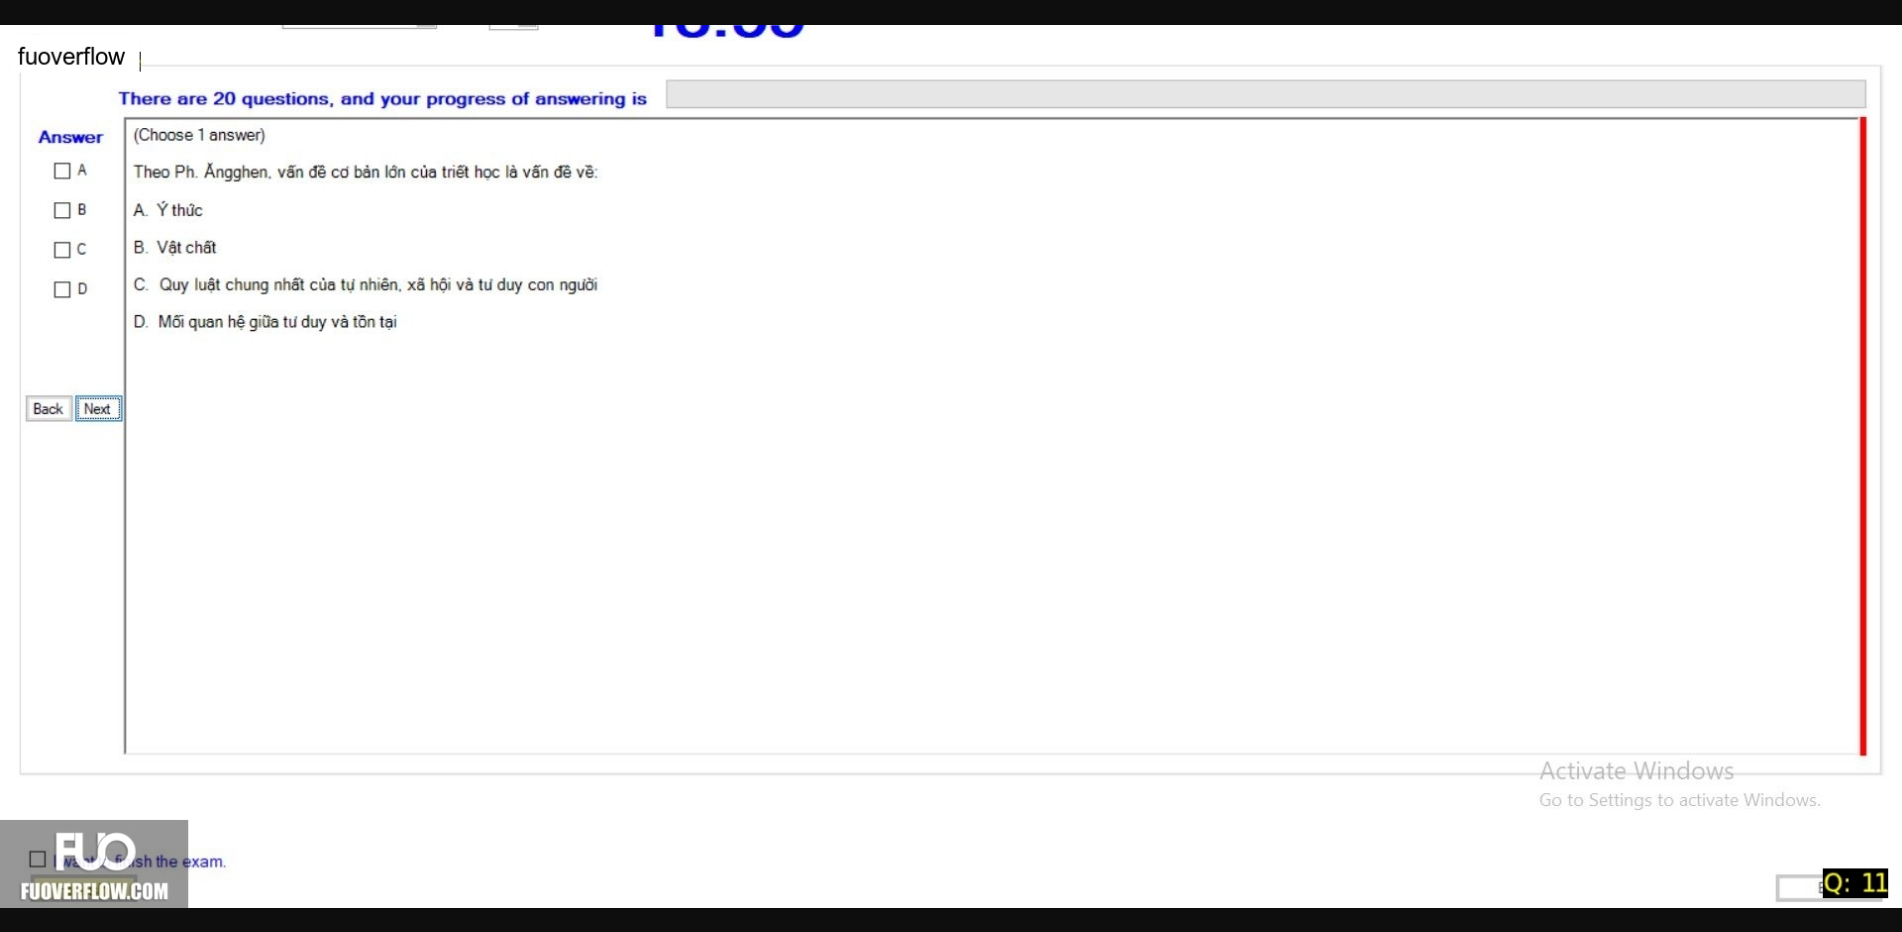 fuoverflow
There are 20 questions, and your progress of answering is
Answer
(Choose 1 answer)
A
Theo Ph. Ăngghen, vấn đề cơ bản lớn của triết học là vấn đề về:
B
A. Ý thức
C
B. Vật chất
D
C. Quy luật chung nhất của tự nhiên, xã hội và tư duy con người
D. Mối quan hệ giữa tư duy và tồn tại
Back Next
Activate Windows
Go to Settings to activate Windows.
FUO
the exam.
FUOVERFLOW.COM
Q: 11